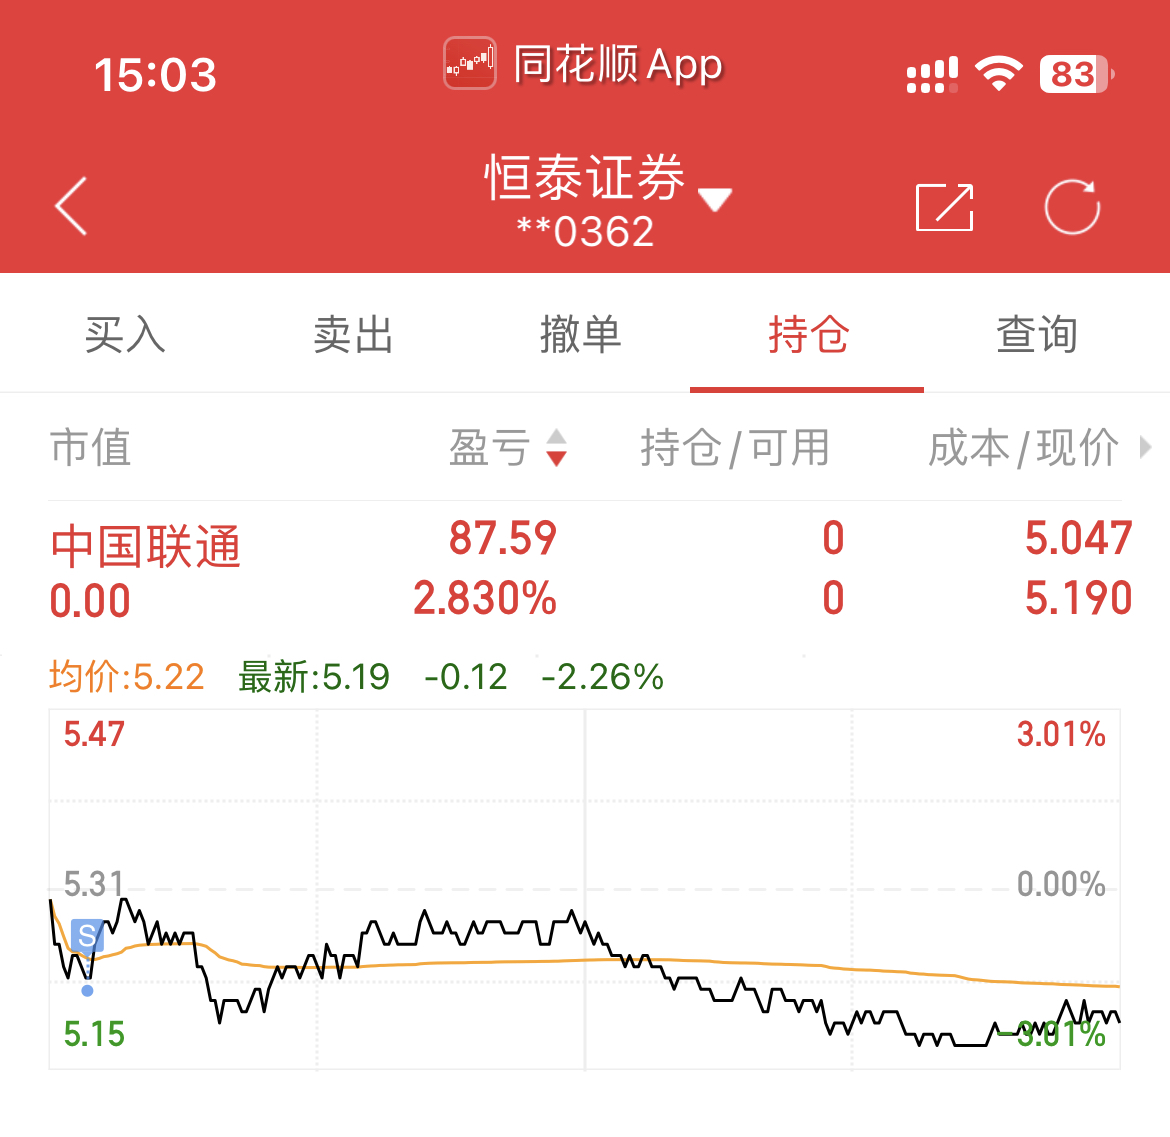 15:03
同花顺 App
83
恒泰证券
**0362
买入 卖出 撤单 持仓 查询
市值 盈亏 持仓/可用 成本/现价
中国联通 87.59 0 5.047
0.00 2.830% 0 5.190
均价:5.22 最新:5.19 -0.12 -2.26%
5.47 3.01%
5.31 0.00%
S
5.15 -3.01%